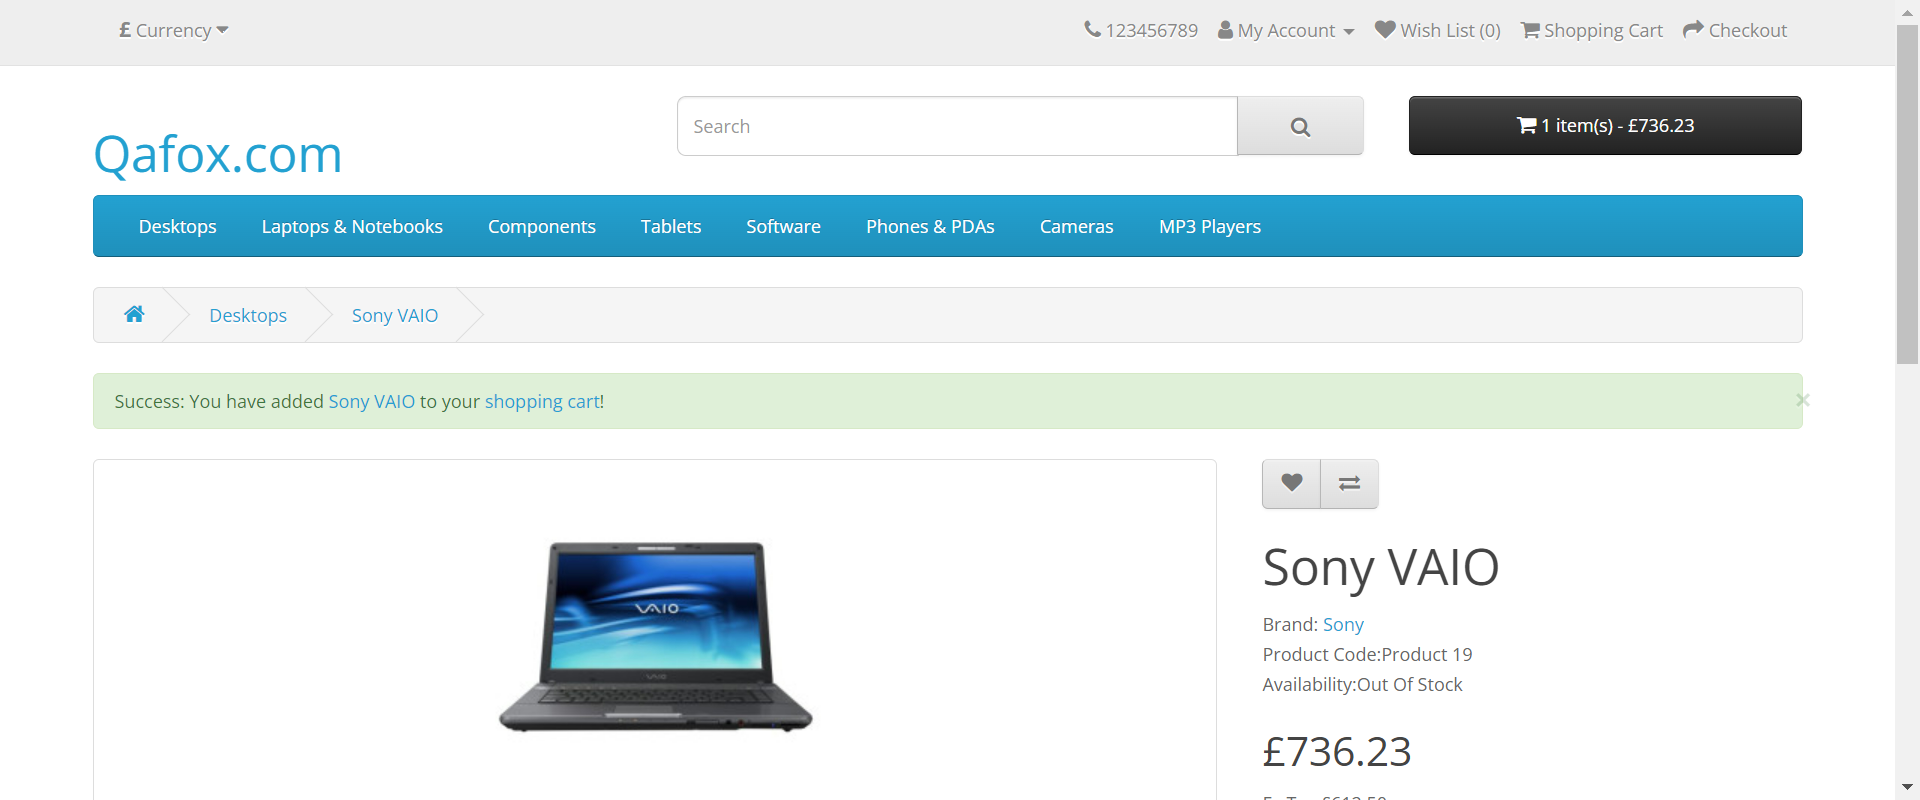 £ Currency
123456789 My Account Wish List (0) Shopping Cart Checkout
Qafox.com
Search
1 item(s) - £736.23
Desktops Laptops & Notebooks Components Tablets Software Phones & PDAs Cameras MP3 Players
Desktops Sony VAIO
Success: You have added Sony VAIO to your shopping cart!
×
VAIO
VAIO
Sony VAIO
Brand: Sony
Product Code:Product 19
Availability:Out Of Stock
£736.23